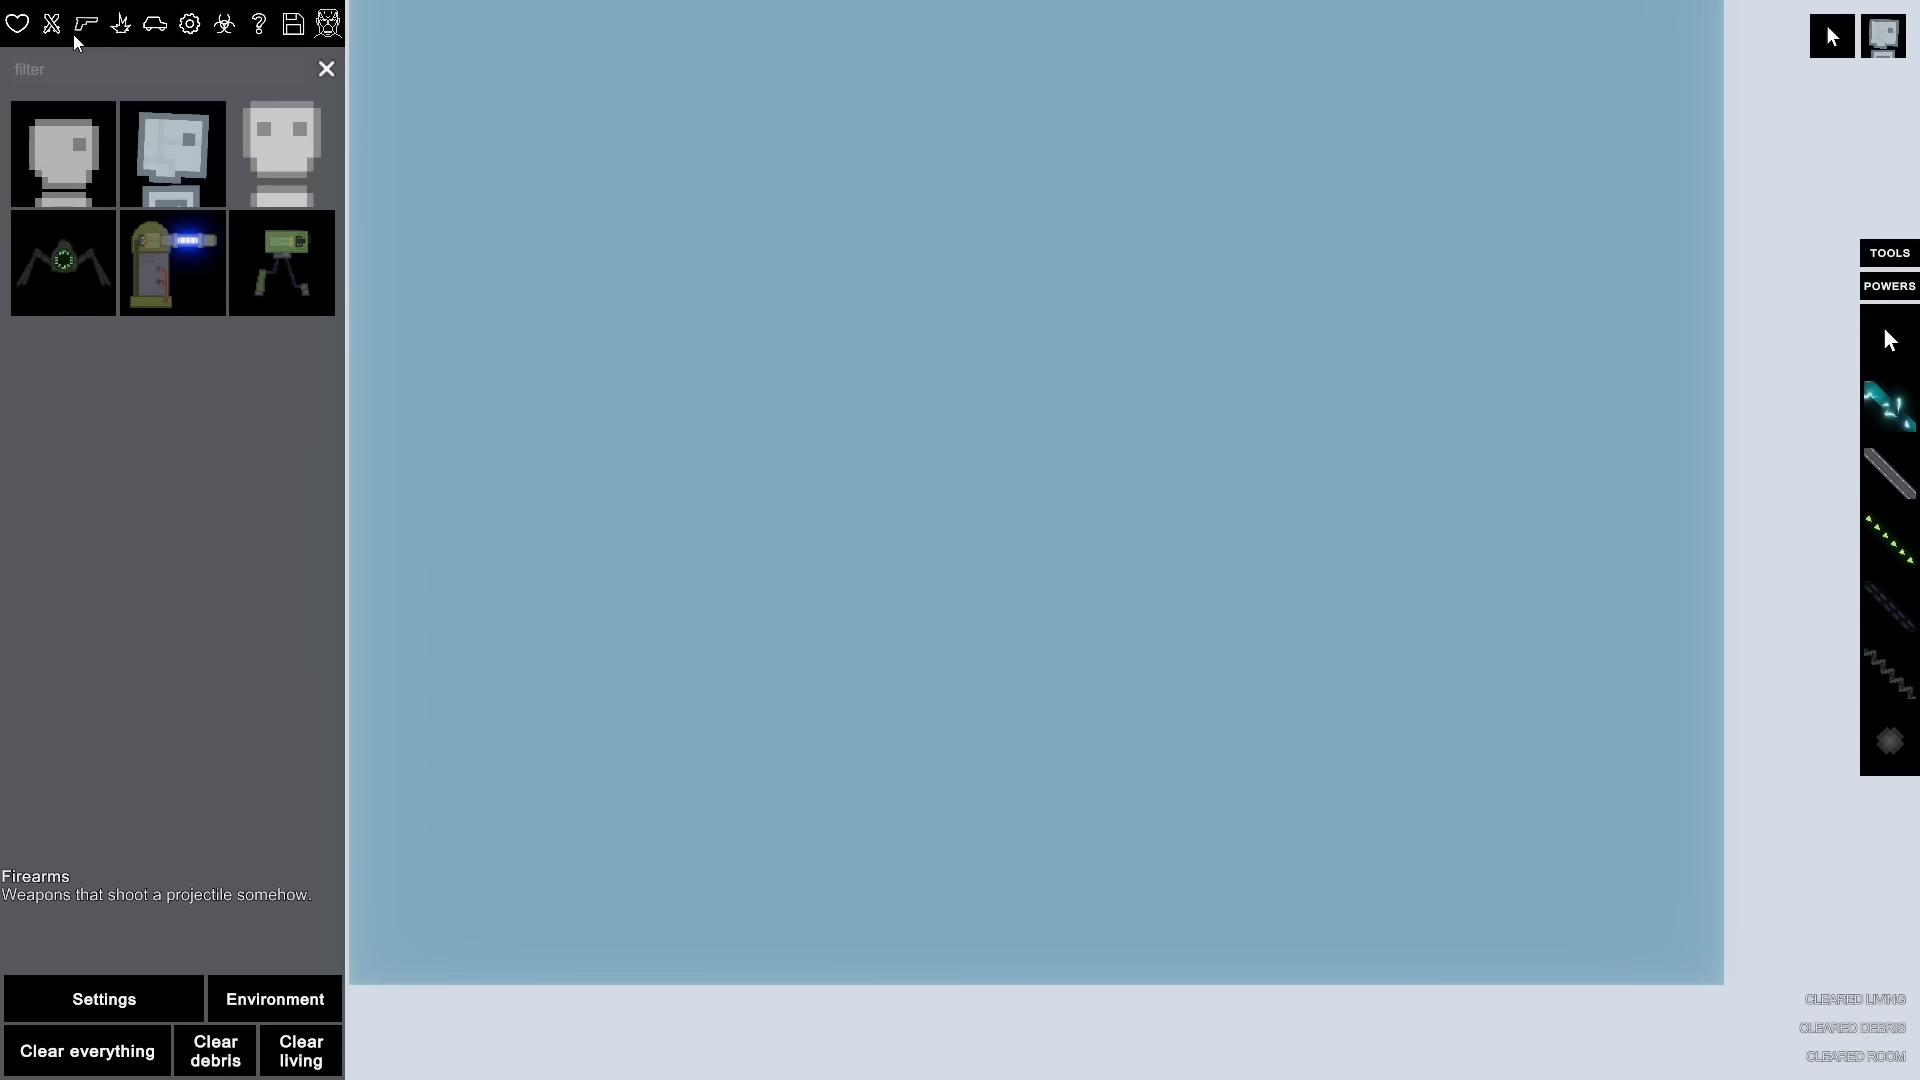 filter
TOOLS
POWERS
Firearms
Weapons that shoot a projectile somehow.
Settings
Environment
Clear everything
Clear debris
Clear living
CLEARED LIVING
CLEARED DEBRIS
CLEARED ROOM